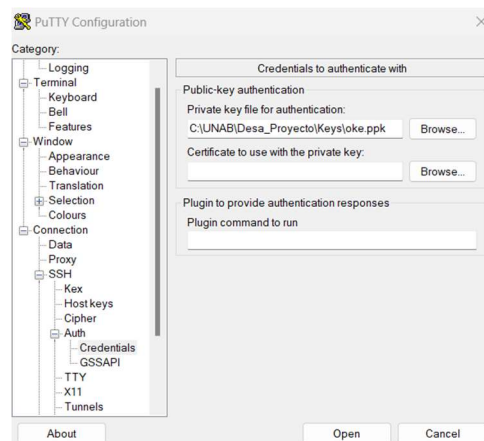 PuTTY Configuration
Category:
Logging
Terminal
Keyboard
Bell
Features
Window
Appearance
Behaviour
Translation
Selection
Colours
Connection
Data
Proxy
SSH
Kex
Host keys
Cipher
Auth
Credentials
GSSAPI
TTY
X11
Tunnels
Credentials to authenticate with
Public-key authentication
Private key file for authentication:
C:\UNAB\Desa_Proyecto\Keys\oke.ppk Browse...
Certificate to use with the private key:
Browse...
Plugin to provide authentication responses
Plugin command to run
About Open Cancel